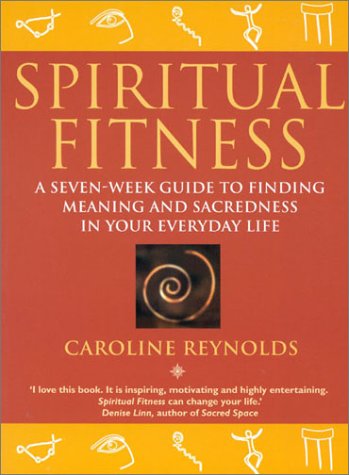 SPIRITUAL
FITNESS
A SEVEN-WEEK GUIDE TO FINDING
MEANING AND SACREDNESS
IN YOUR EVERYDAY LIFE
CAROLINE REYNOLDS
'I love this book. It is inspiring, motivating and highly entertaining.
Spiritual Fitness can change your life.'
Denise Linn, author of Sacred Space